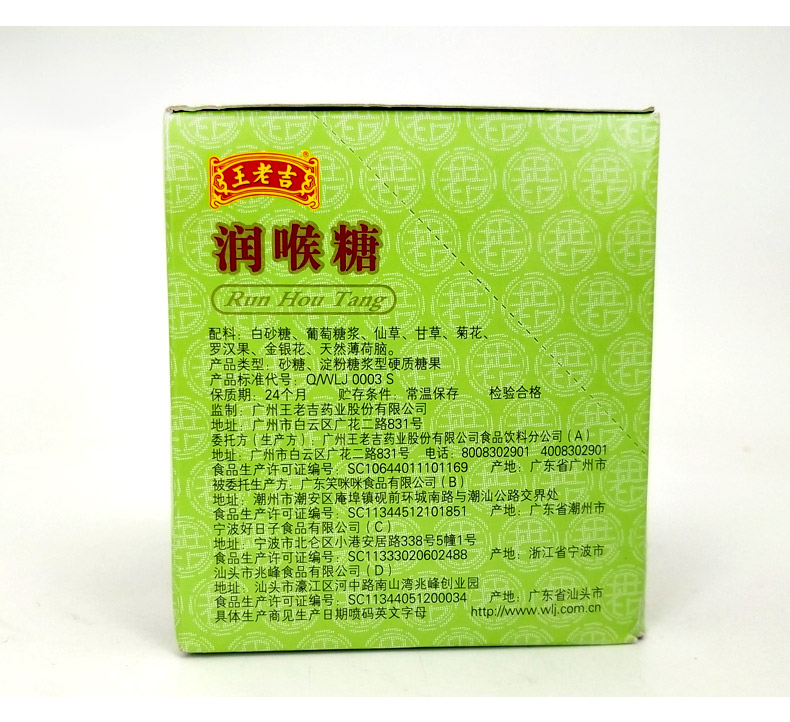 王老吉®
润喉糖
Run Hou Tang
配料：白砂糖、葡萄糖浆、仙草、甘草、菊花、
罗汉果、金银花、天然薄荷脑。
产品类型：砂糖、淀粉糖浆型硬质糖果
产品标准代号：Q/WLJ 0003 S
保质期：24个月 贮存条件：常温保存 检验合格
监制：广州王老吉药业股份有限公司
地址：广州市白云区广花二路831号
委托方（生产方）：广州王老吉药业股份有限公司食品饮料分公司（A）
地址：广州市白云区广花二路831号 电话：8008302901 4008302901
食品生产许可证编号：SC10644011101169 产地：广东省广州市
被委托生产方：广东笑咪咪食品有限公司（B）
地址：潮州市潮安区庵埠镇砚前环城南路与潮汕公路交界处
食品生产许可证编号：SC11344512101851 产地：广东省潮州市
宁波好日子食品有限公司（C）
地址：宁波市北仑区小港安居路338号5幢1号
食品生产许可证编号：SC11333020602488 产地：浙江省宁波市
汕头市兆峰食品有限公司（D）
地址：汕头市濠江区河中路南山湾兆峰创业园
食品生产许可证编号：SC11344051200034 产地：广东省汕头市
具体生产商见生产日期喷码英文字母 http://www.wlj.com.cn